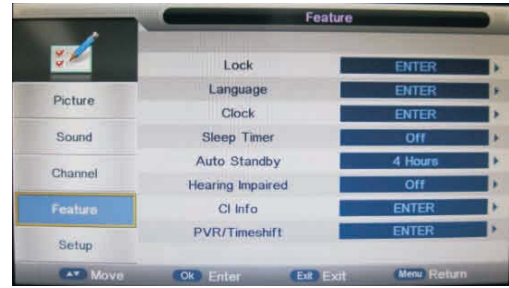 Feature
Picture
Sound
Channel
Feature
Setup
Lock ENTER
Language ENTER
Clock ENTER
Sleep Timer Off
Auto Standby 4 Hours
Hearing Impaired Off
CI Info ENTER
PVR/Timeshift ENTER
Move Ok Enter Exit Exit Menu Return